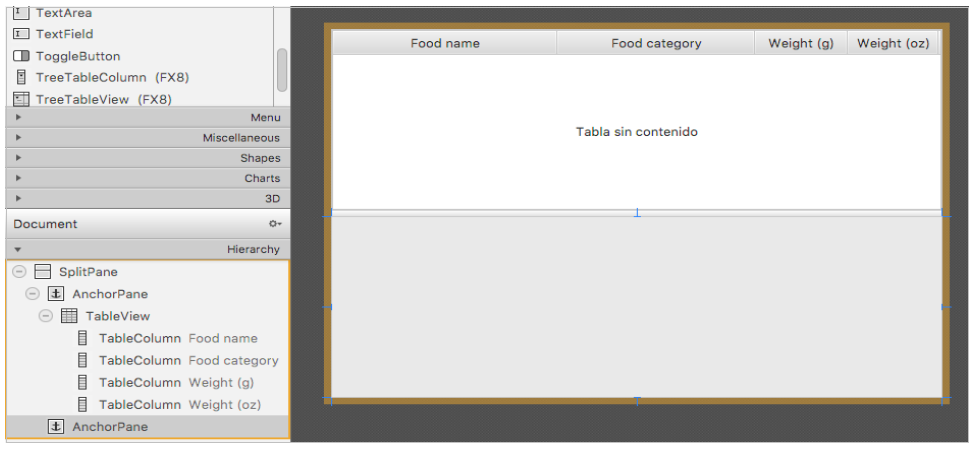 TextArea
TextField
ToggleButton
TreeTableColumn (FX8)
TreeTableView (FX8)
Menu
Miscellaneous
Shapes
Charts
3D
Document
Hierarchy
SplitPane
AnchorPane
TableView
TableColumn Food name
TableColumn Food category
TableColumn Weight (g)
TableColumn Weight (oz)
AnchorPane
Food name Food category Weight (g) Weight (oz)
Tabla sin contenido